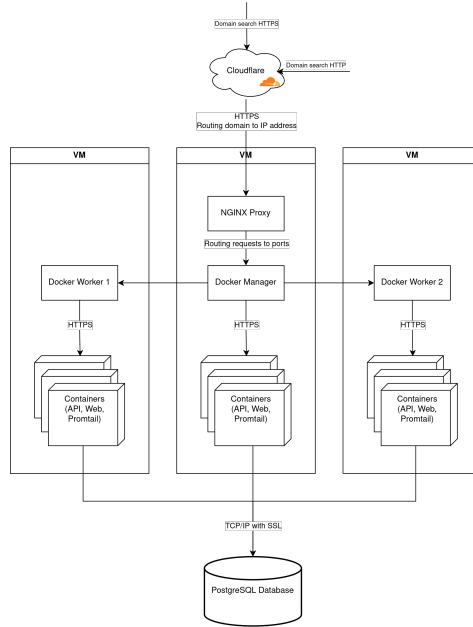 Domain search HTTPS
Domain search HTTP
Cloudflare
HTTPS
Routing domain to IP address
VM
VM
VM
NGINX Proxy
Routing requests to ports
Docker Worker 1
Docker Manager
Docker Worker 2
HTTPS
HTTPS
HTTPS
Containers
(API, Web,
Promtail)
Containers
(API, Web,
Promtail)
Containers
(API, Web,
Promtail)
TCP/IP with SSL
PostgreSQL Database